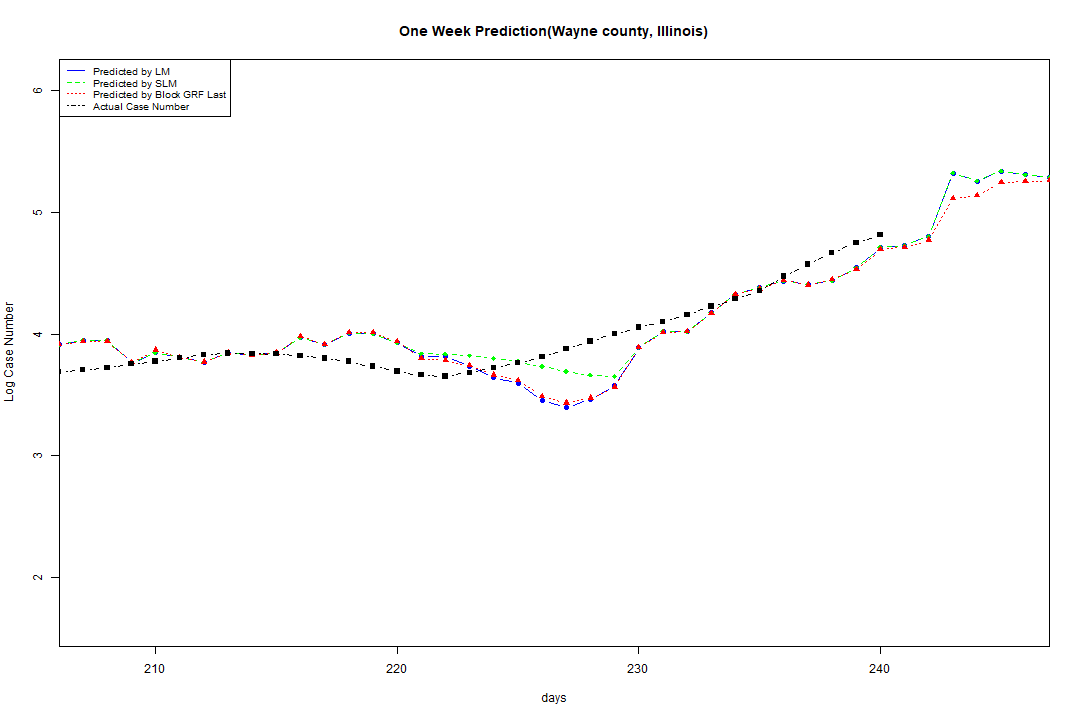 One Week Prediction(Wayne county, Illinois)
Predicted by LM
Predicted by SLM
Predicted by Block GRF Last
Actual Case Number
6
5
4
3
2
Log Case Number
210
220
230
240
days